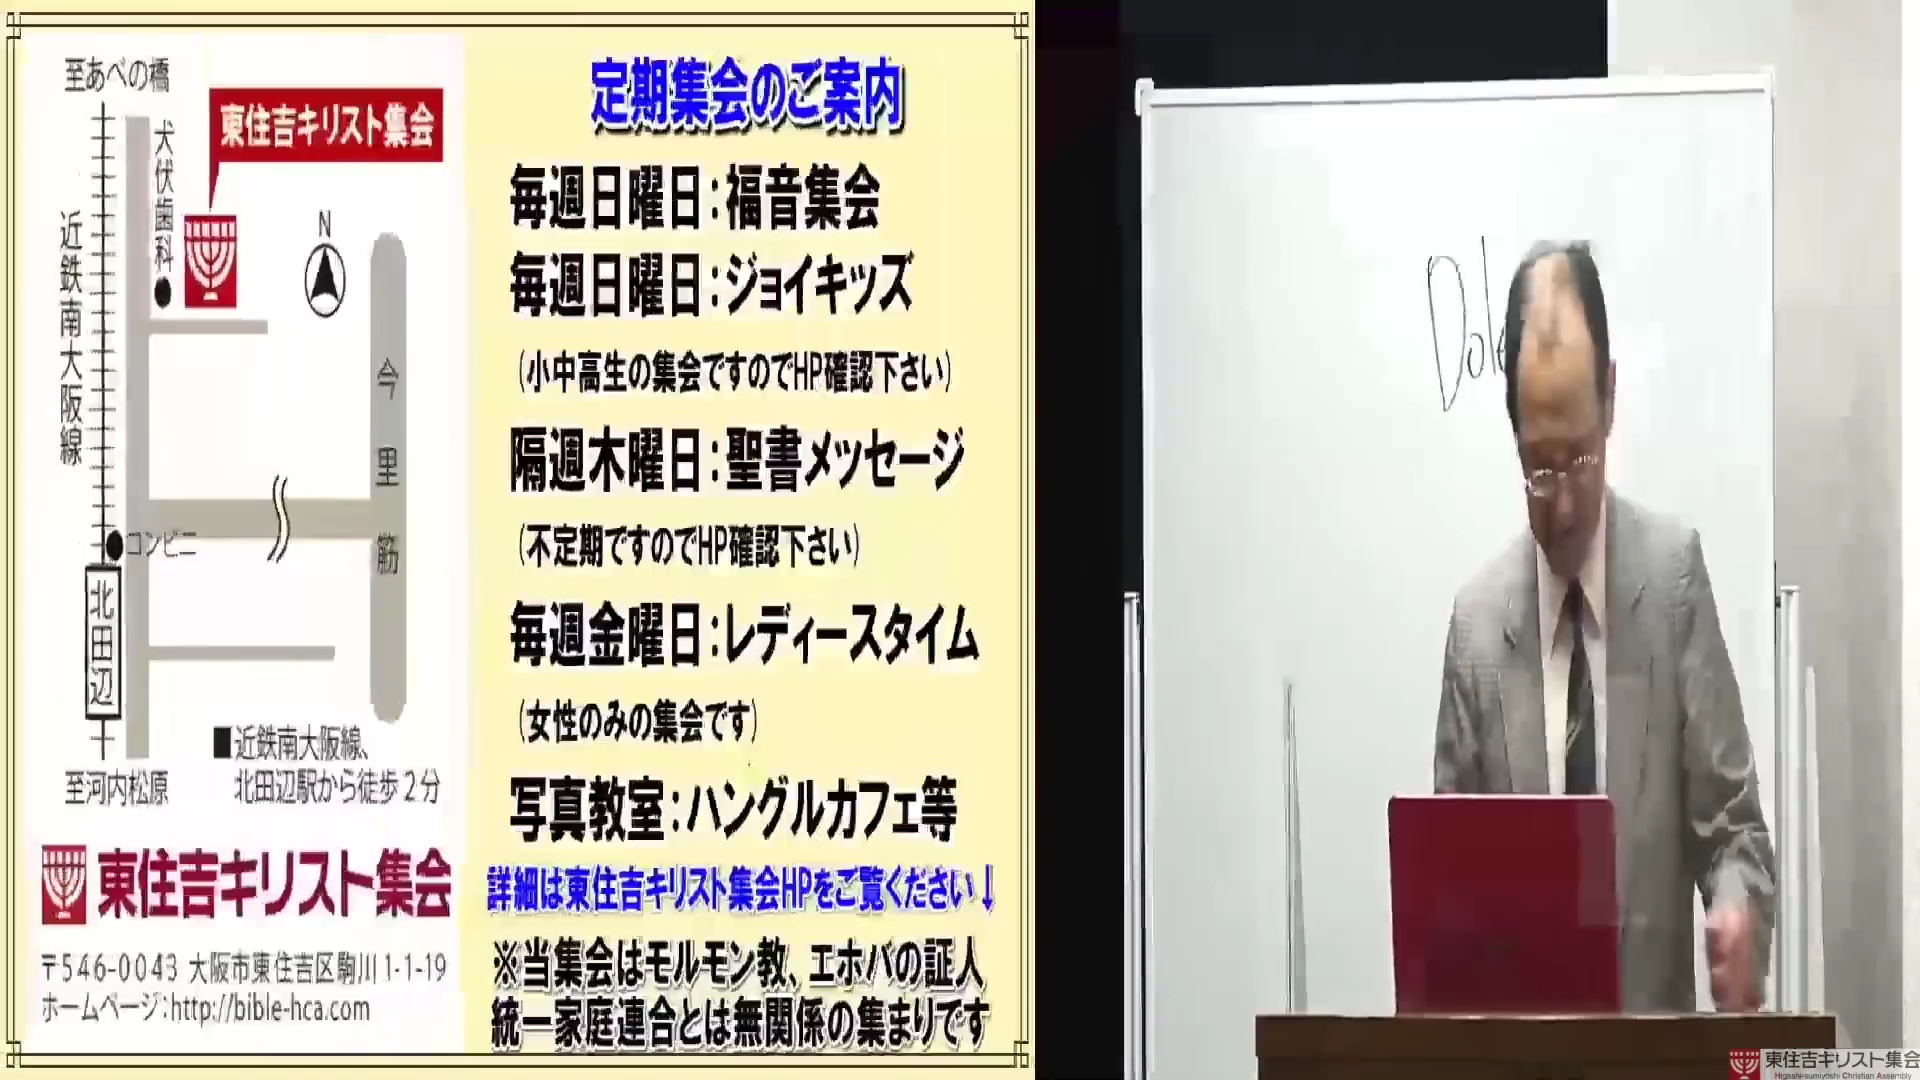 至あべの橋
東住吉キリスト集会
犬伏歯科
近鉄南大阪線
N
今里筋
コンビニ
北田辺
■近鉄南大阪線、
北田辺駅から徒歩2分
至河内松原
東住吉キリスト集会
〒546-0043 大阪市東住吉区駒川1-1-19
ホームページ:http://bible-hca.com
定期集会のご案内
毎週日曜日:福音集会
毎週日曜日:ジョイキッズ
(小中高生の集会ですのでHP確認下さい)
隔週木曜日:聖書メッセージ
(不定期ですのでHP確認下さい)
毎週金曜日:レディースタイム
(女性のみの集会です)
写真教室:ハングルカフェ等
詳細は東住吉キリスト集会HPをご覧ください↓
※当集会はモルモン教、エホバの証人
統一家庭連合とは無関係の集まりです
東住吉キリスト集会
Higashi-sumiyoshi Christian Assembly